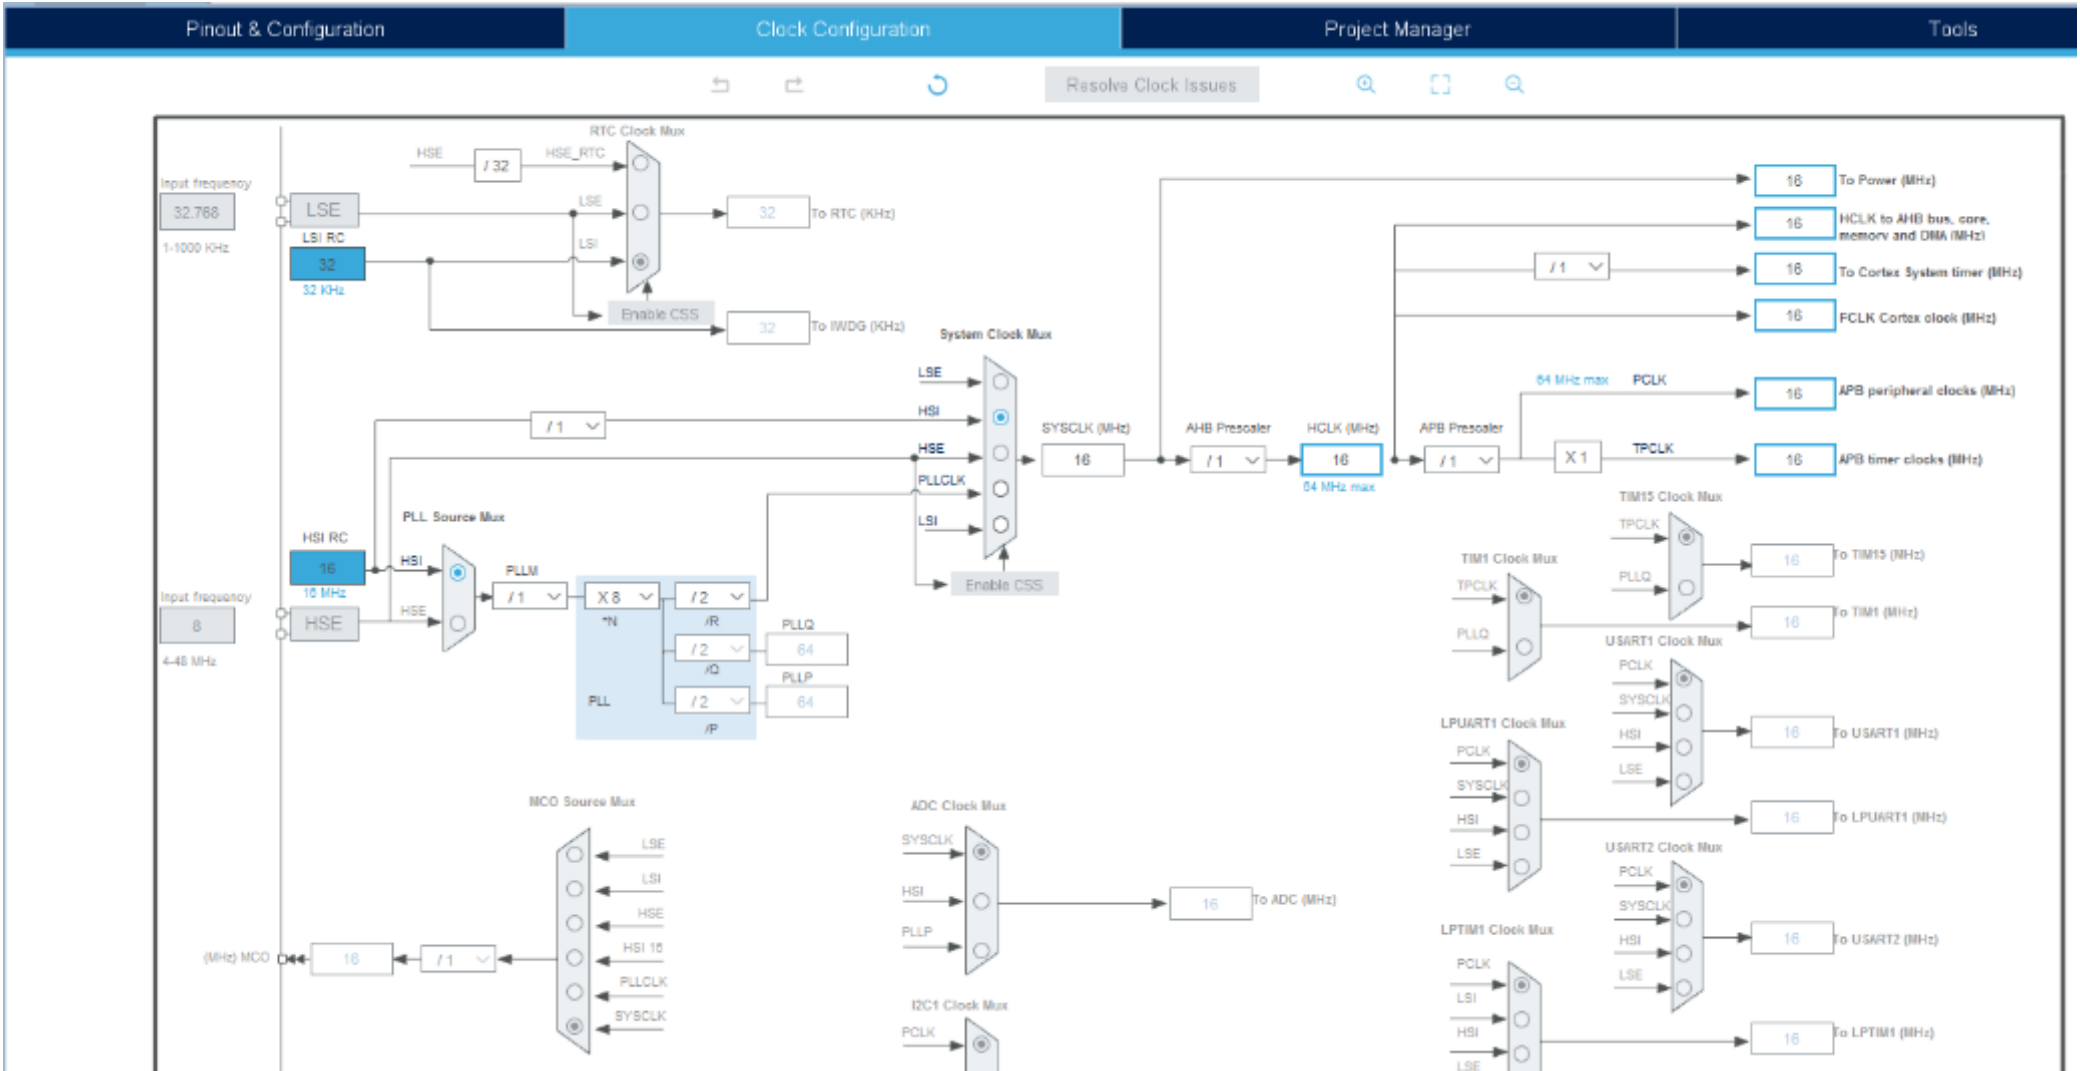 Pinout & Configuration
Clock Configuration
Project Manager
Tools
Resolve Clock Issues
RTC Clock Mux
HSE
/ 32
HSE_RTC
Input frequency
32.768
1-1000 KHz
LSE
LSE
32
To RTC (KHz)
LSI RC
32
32 KHz
LSI
Enable CSS
32
To IWDG (KHz)
16
To Power (MHz)
16
HCLK to AHB bus, core,
memory and DMA (MHz)
/ 1
16
To Cortex System timer (MHz)
16
FCLK Cortex clock (MHz)
System Clock Mux
LSE
HSI
HSE
PLLCLK
LSI
/ 1
SYSCLK (MHz)
16
AHB Prescaler
/ 1
HCLK (MHz)
16
64 MHz max
APB Prescaler
/ 1
64 MHz max
PCLK
16
APB peripheral clocks (MHz)
X 1
TPCLK
16
APB timer clocks (MHz)
Enable CSS
HSI RC
16
16 MHz
PLL Source Mux
HSI
HSE
Input frequency
8
4-48 MHz
HSE
PLLM
/ 1
X 8
*N
/ 2
/R
/ 2
/Q
/ 2
/P
PLL
PLLQ
64
PLLP
64
TIM15 Clock Mux
TPCLK
PLLQ
16
To TIM15 (MHz)
TIM1 Clock Mux
TPCLK
PLLQ
16
To TIM1 (MHz)
USART1 Clock Mux
PCLK
SYSCLK
HSI
LSE
16
To USART1 (MHz)
LPUART1 Clock Mux
PCLK
SYSCLK
HSI
LSE
16
To LPUART1 (MHz)
USART2 Clock Mux
PCLK
SYSCLK
HSI
LSE
16
To USART2 (MHz)
LPTIM1 Clock Mux
PCLK
LSI
HSI
LSE
16
To LPTIM1 (MHz)
MCO Source Mux
LSE
LSI
HSE
HSI 16
PLLCLK
SYSCLK
(MHz) MCO
16
/ 1
ADC Clock Mux
SYSCLK
HSI
PLLP
16
To ADC (MHz)
I2C1 Clock Mux
PCLK